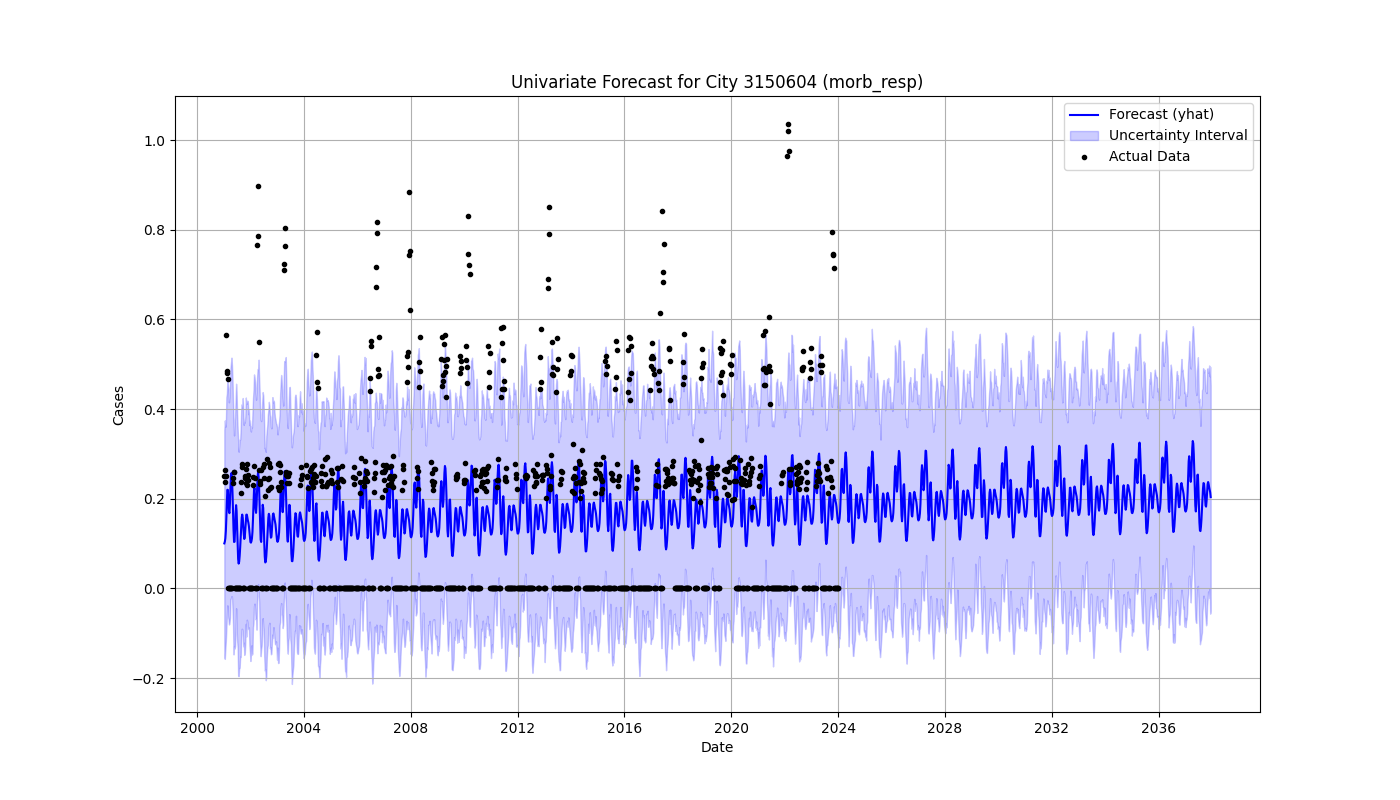 Univariate Forecast for City 3150604 (morb_resp)
Forecast (yhat)
Uncertainty Interval
Actual Data
Cases
1.0
0.8
0.6
0.4
0.2
0.0
−0.2
2000 2004 2008 2012 2016 2020 2024 2028 2032 2036
Date